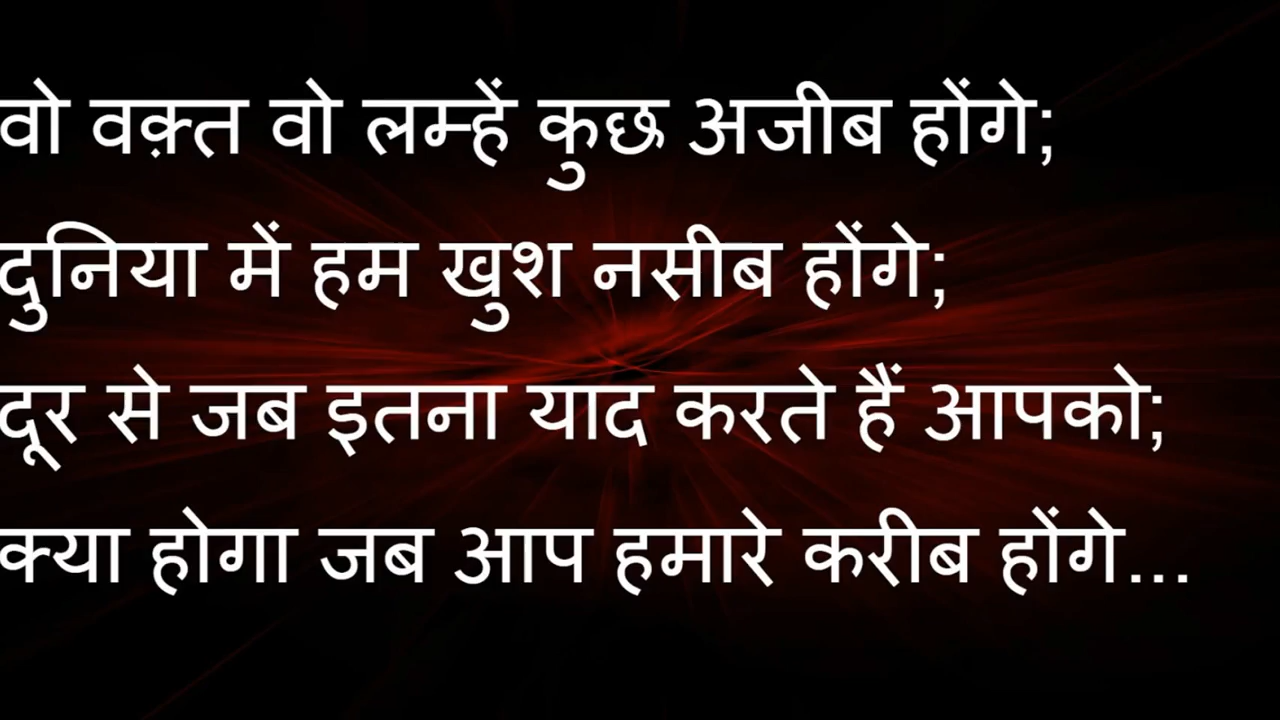 वो वक़्त वो लम्हें कुछ अजीब होंगे;
दुनिया में हम खुश नसीब होंगे;
दूर से जब इतना याद करते हैं आपको;
क्या होगा जब आप हमारे करीब होंगे...